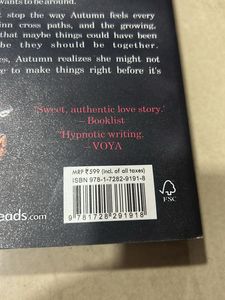 wants to be around.
t stop the way Autumn feels every
inn cross paths, and the growing,
that maybe things could have been
be they should be together.
es, Autumn realizes she might not
e to make things right before it's
"Sweet, authentic love story."
—Booklist
"Hypnotic writing."
—VOYA
MRP ₹599 (incl. of all taxes)
ISBN 978-1-7282-9191-8
9 781728 291918
FSC
eads.com